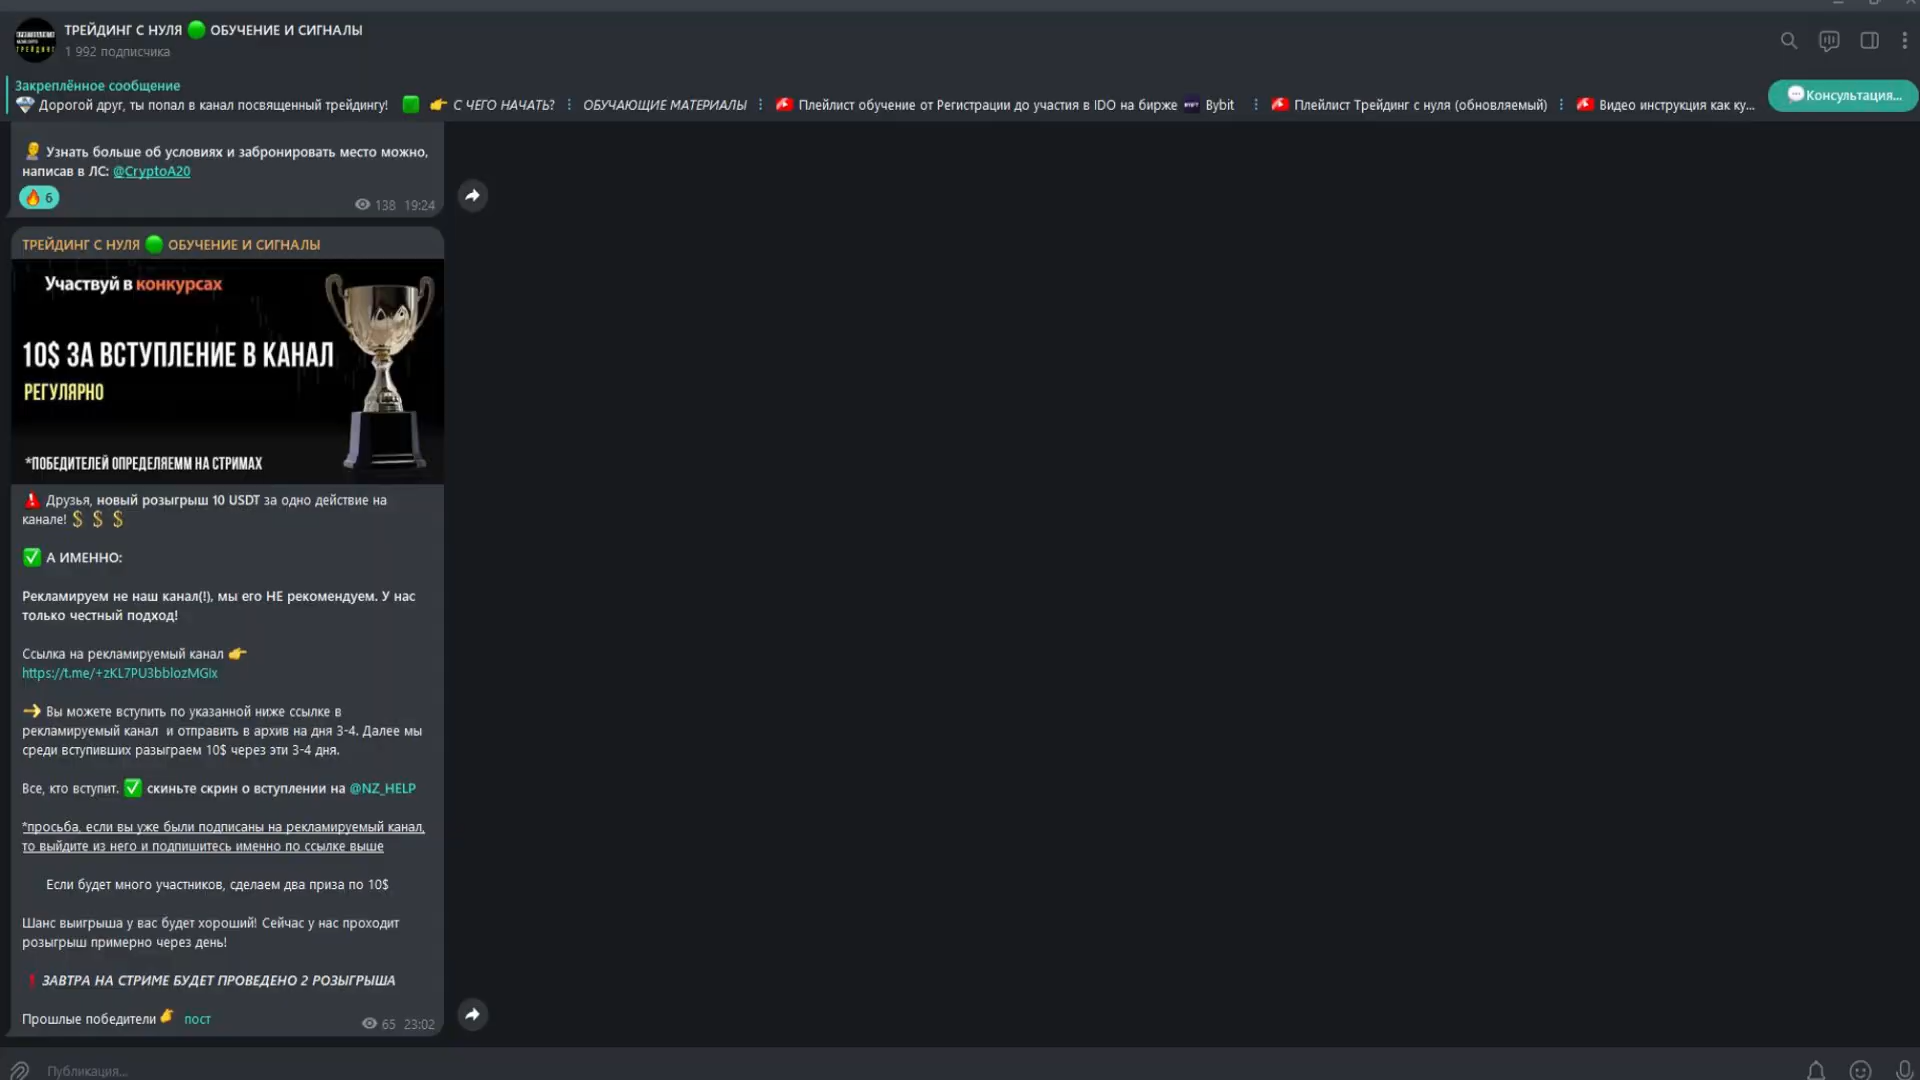 ТРЕЙДИНГ С НУЛЯ 🟢 ОБУЧЕНИЕ И СИГНАЛЫ
1 992 подписчика
Закреплённое сообщение
💎 Дорогой друг, ты попал в канал посвященный трейдингу! 🟩 👉 С ЧЕГО НАЧАТЬ? ⋮ ОБУЧАЮЩИЕ МАТЕРИАЛЫ ⋮ Плейлист обучение от Регистрации до участия в IDO на бирже Bybit ⋮ Плейлист Трейдинг с нуля (обновляемый) ⋮ Видео инструкция как ку...
💬Консультация...
Узнать больше об условиях и забронировать место можно,
написав в ЛС: @CryptoA20
🔥 6
138 19:24
ТРЕЙДИНГ С НУЛЯ 🟢 ОБУЧЕНИЕ И СИГНАЛЫ
Участвуй в конкурсах
10$ ЗА ВСТУПЛЕНИЕ В КАНАЛ
РЕГУЛЯРНО
*ПОБЕДИТЕЛЕЙ ОПРЕДЕЛЯЕММ НА СТРИМАХ
Друзья, новый розыгрыш 10 USDT за одно действие на
канале! $ $ $
✅ А ИМЕННО:
Рекламируем не наш канал(!), мы его НЕ рекомендуем. У нас
только честный подход!
Ссылка на рекламируемый канал 👉
https://t.me/+zKL7PU3bblozMGIx
→ Вы можете вступить по указанной ниже ссылке в
рекламируемый канал и отправить в архив на дня 3-4. Далее мы
среди вступивших разыграем 10$ через эти 3-4 дня.
Все, кто вступит. ✅ скиньте скрин о вступлении на @NZ_HELP
*просьба, если вы уже были подписаны на рекламируемый канал,
то выйдите из него и подпишитесь именно по ссылке выше
Если будет много участников, сделаем два приза по 10$
Шанс выигрыша у вас будет хороший! Сейчас у нас проходит
розыгрыш примерно через день!
❗ ЗАВТРА НА СТРИМЕ БУДЕТ ПРОВЕДЕНО 2 РОЗЫГРЫША
Прошлые победители 👉 пост
65 23:02
Публикация...